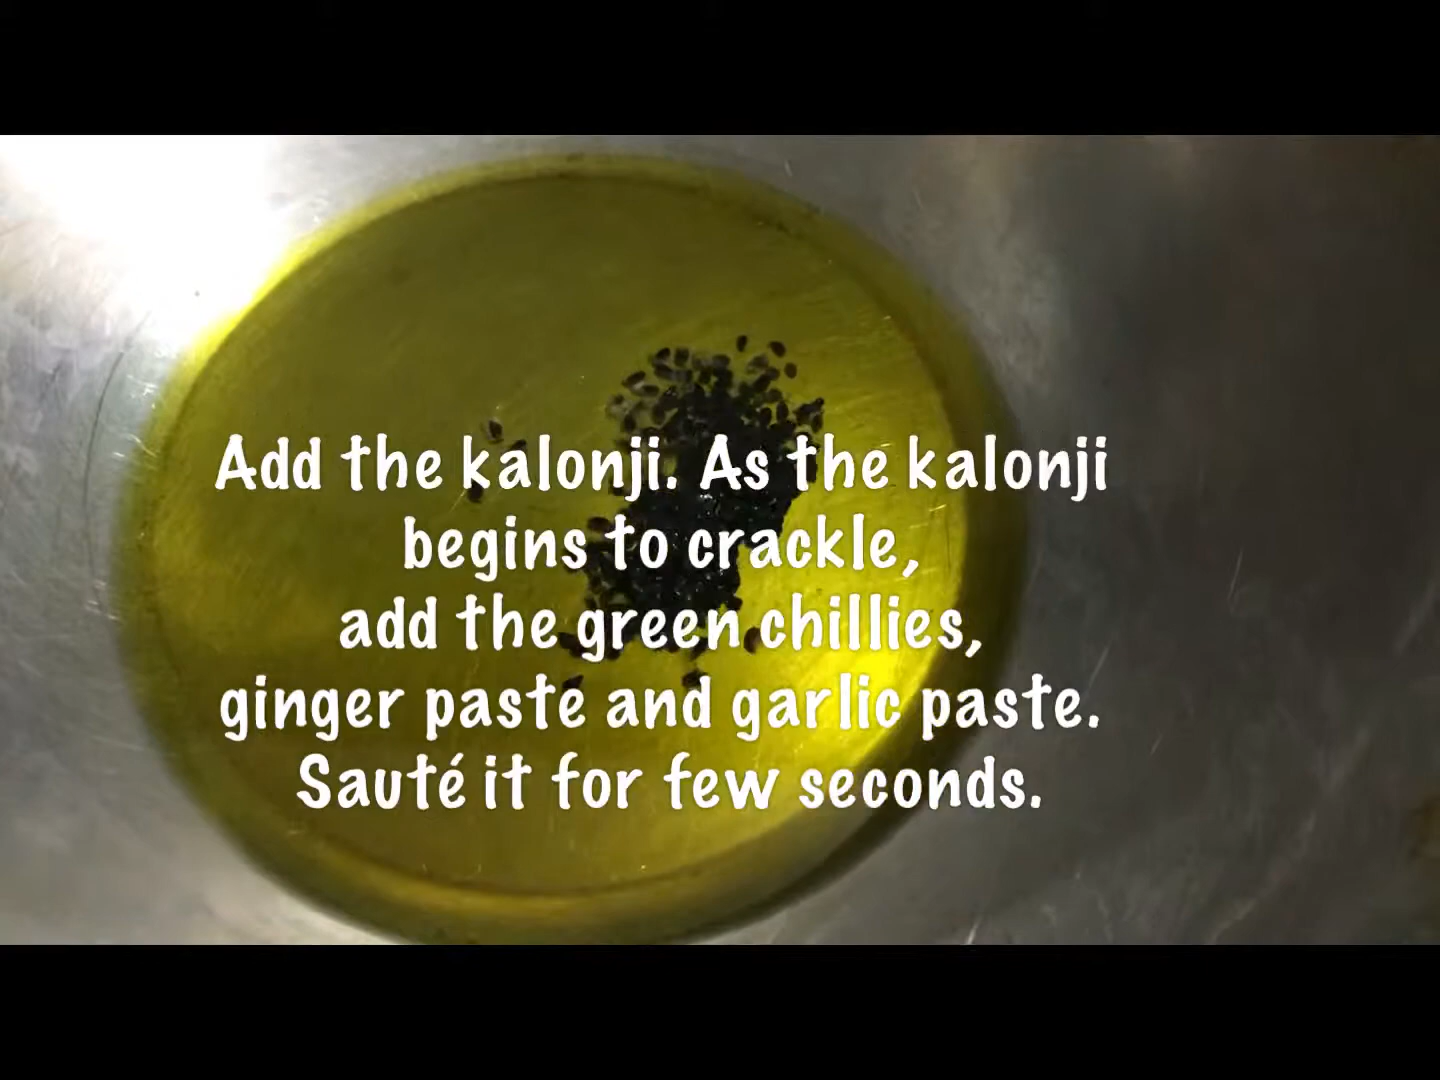 Add the kalonji. As the kalonji
begins to crackle,
add the green chillies,
ginger paste and garlic paste.
Sauté it for few seconds.